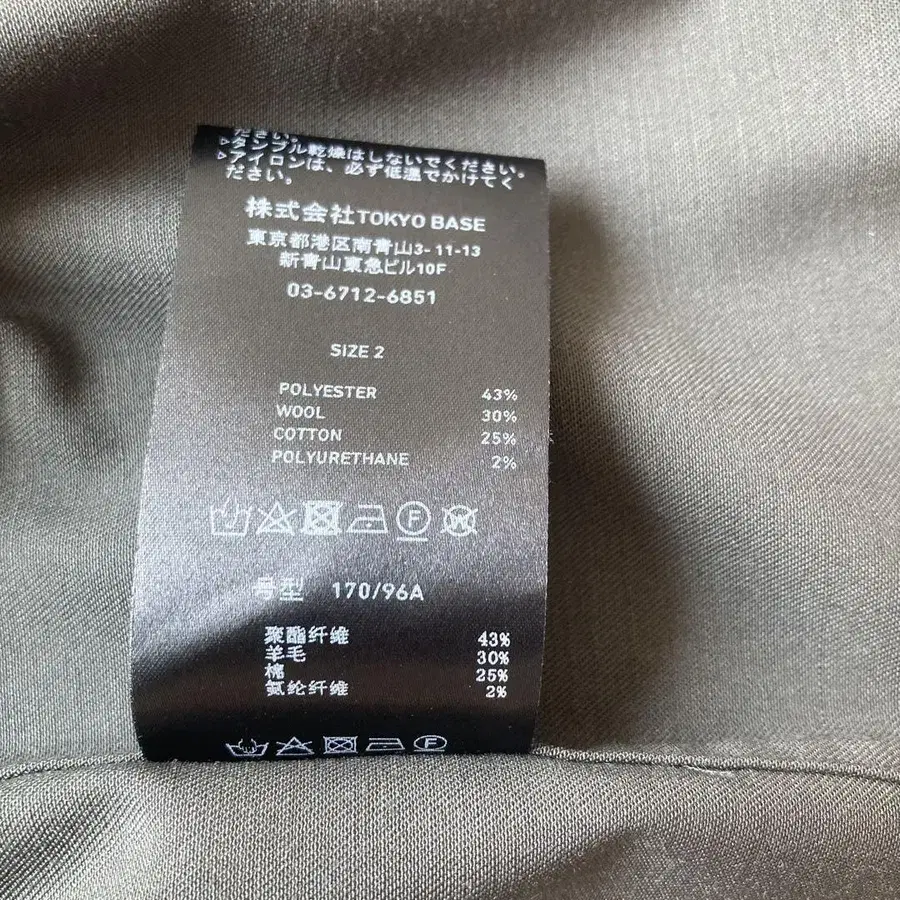 ださい。
▷タンブル乾燥はしないでください。
▷アイロンは、必ず低温でかけてく
ださい。
株式会社TOKYO BASE
東京都港区南青山3-11-13
新青山東急ビル10F
03-6712-6851
SIZE 2
POLYESTER 43%
WOOL 30%
COTTON 25%
POLYURETHANE 2%
F W
号型 170/96A
聚酯纤维 43%
羊毛 30%
棉 25%
氨纶纤维 2%
F